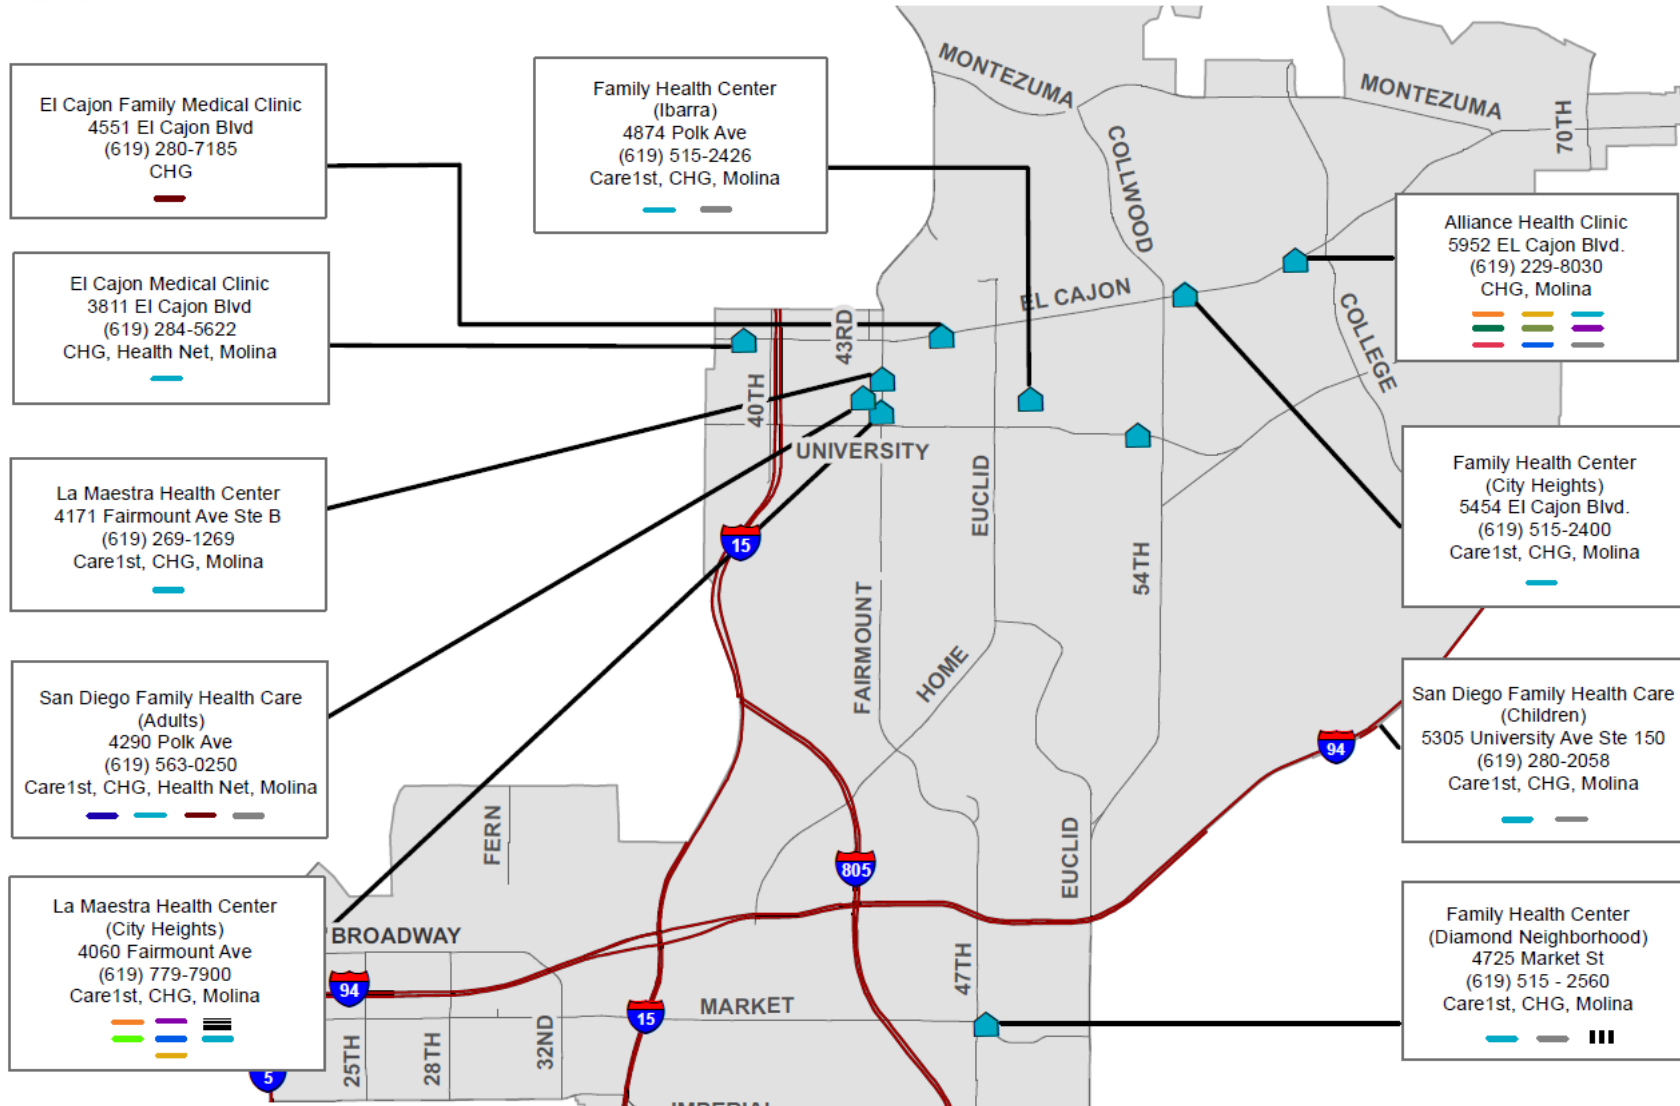 El Cajon Family Medical Clinic
4551 El Cajon Blvd
(619) 280-7185
CHG
Family Health Center
(Ibarra)
4874 Polk Ave
(619) 515-2426
Care1st, CHG, Molina
El Cajon Medical Clinic
3811 El Cajon Blvd
(619) 284-5622
CHG, Health Net, Molina
Alliance Health Clinic
5952 EL Cajon Blvd.
(619) 229-8030
CHG, Molina
La Maestra Health Center
4171 Fairmount Ave Ste B
(619) 269-1269
Care1st, CHG, Molina
Family Health Center
(City Heights)
5454 El Cajon Blvd.
(619) 515-2400
Care1st, CHG, Molina
San Diego Family Health Care
(Adults)
4290 Polk Ave
(619) 563-0250
Care1st, CHG, Health Net, Molina
San Diego Family Health Care
(Children)
5305 University Ave Ste 150
(619) 280-2058
Care1st, CHG, Molina
La Maestra Health Center
(City Heights)
4060 Fairmount Ave
(619) 779-7900
Care1st, CHG, Molina
Family Health Center
(Diamond Neighborhood)
4725 Market St
(619) 515 - 2560
Care1st, CHG, Molina
MONTEZUMA
MONTEZUMA
70TH
COLLWOOD
EL CAJON
COLLEGE
43RD
40TH
UNIVERSITY
EUCLID
54TH
15
FAIRMOUNT
HOME
94
FERN
805
EUCLID
BROADWAY
94
47TH
MARKET
15
25TH
28TH
32ND
5
IMPERIAL